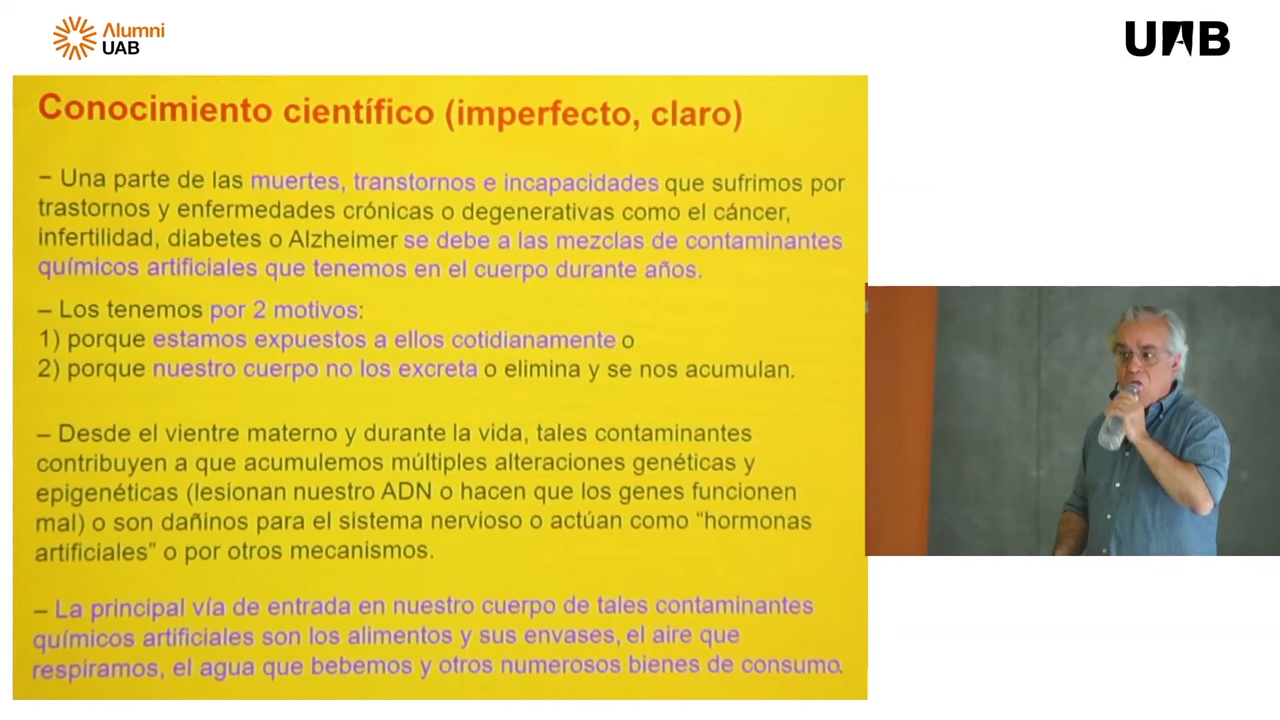 Alumni
UAB
UAB
Conocimiento científico (imperfecto, claro)
– Una parte de las muertes, transtornos e incapacidades que sufrimos por
trastornos y enfermedades crónicas o degenerativas como el cáncer,
infertilidad, diabetes o Alzheimer se debe a las mezclas de contaminantes
químicos artificiales que tenemos en el cuerpo durante años.
– Los tenemos por 2 motivos:
1) porque estamos expuestos a ellos cotidianamente o
2) porque nuestro cuerpo no los excreta o elimina y se nos acumulan.
– Desde el vientre materno y durante la vida, tales contaminantes
contribuyen a que acumulemos múltiples alteraciones genéticas y
epigenéticas (lesionan nuestro ADN o hacen que los genes funcionen
mal) o son dañinos para el sistema nervioso o actúan como “hormonas
artificiales” o por otros mecanismos.
– La principal vía de entrada en nuestro cuerpo de tales contaminantes
químicos artificiales son los alimentos y sus envases, el aire que
respiramos, el agua que bebemos y otros numerosos bienes de consumo.